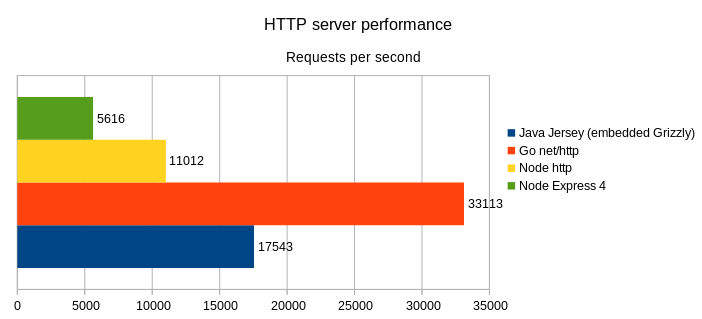 HTTP server performance
Requests per second
5616
11012
33113
17543
Java Jersey (embedded Grizzly)
Go net/http
Node http
Node Express 4
0 5000 10000 15000 20000 25000 30000 35000